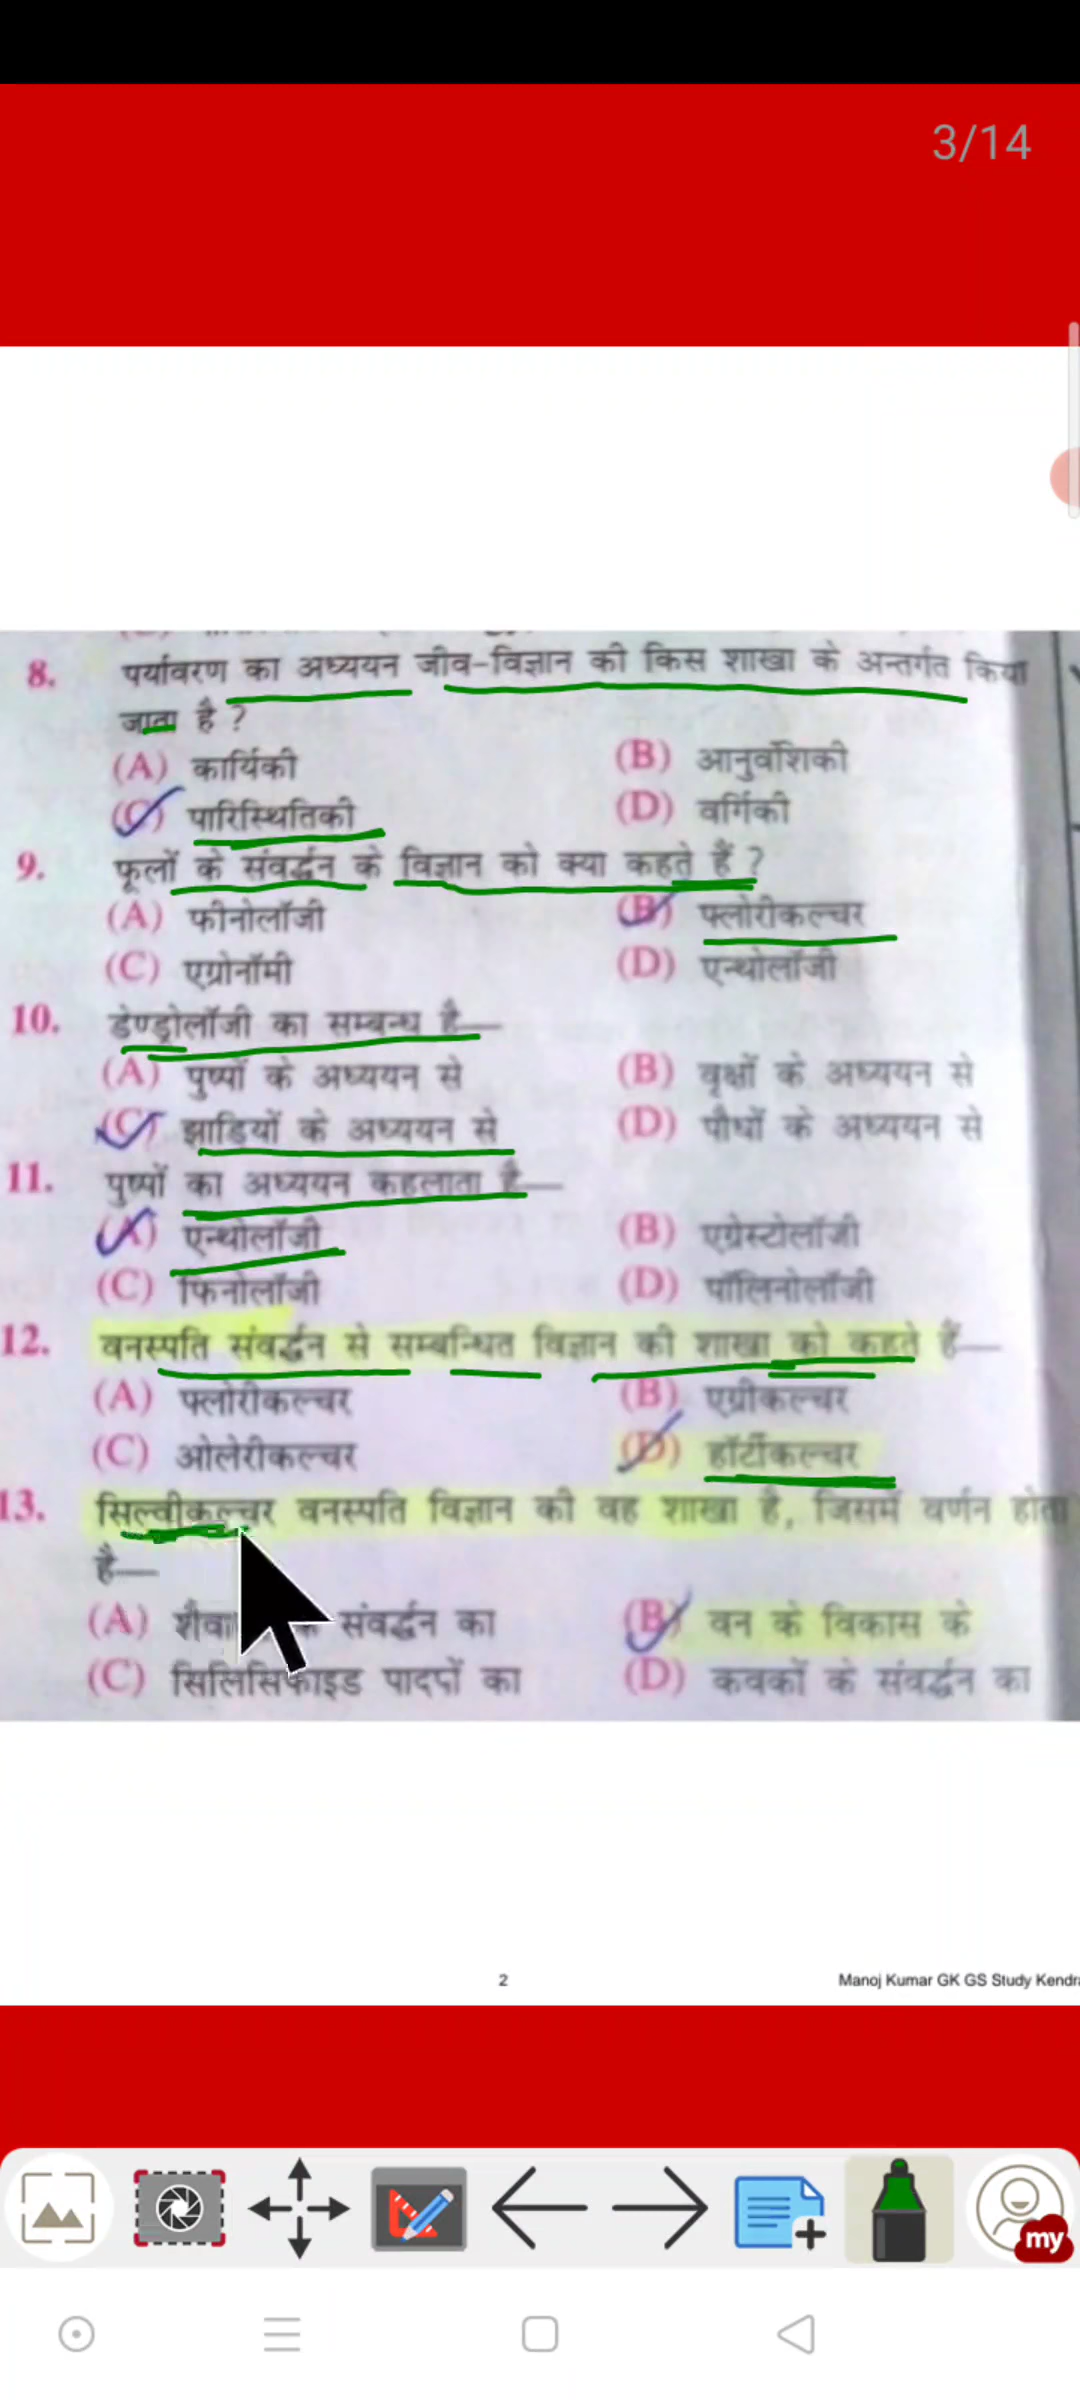 3/14
8. पर्यावरण का अध्ययन जीव-विज्ञान की किस शाखा के अन्तर्गत किया
जाता है ?
(A) कार्यिकी (B) आनुवंशिकी
(C) पारिस्थितिकी (D) वर्गिकी
9. फूलों के संवर्द्धन के विज्ञान को क्या कहते हैं ?
(A) फीनोलॉजी (B) फ्लोरीकल्चर
(C) एग्रोनॉमी (D) एन्थोलॉजी
10. डेण्ड्रोलॉजी का सम्बन्ध है—
(A) पुष्पों के अध्ययन से (B) वृक्षों के अध्ययन से
(C) झाडियों के अध्ययन से (D) पौधों के अध्ययन से
11. पुष्पों का अध्ययन कहलाता है—
(A) एन्थोलॉजी (B) एग्रेस्टोलॉजी
(C) फिनोलॉजी (D) पॉलिनोलॉजी
12. वनस्पति संवर्द्धन से सम्बन्धित विज्ञान की शाखा को कहते हैं—
(A) फ्लोरीकल्चर (B) एग्रीकल्चर
(C) ओलेरीकल्चर (D) हॉर्टीकल्चर
13. सिल्वीकल्चर वनस्पति विज्ञान की वह शाखा है, जिसमें वर्णन होता
है—
(A) संवर्द्धन का (B) वन के विकास के
(C) सिलिसिफाइड पादपों का (D) कवकों के संवर्द्धन का
2 Manoj Kumar GK GS Study Kendra
my